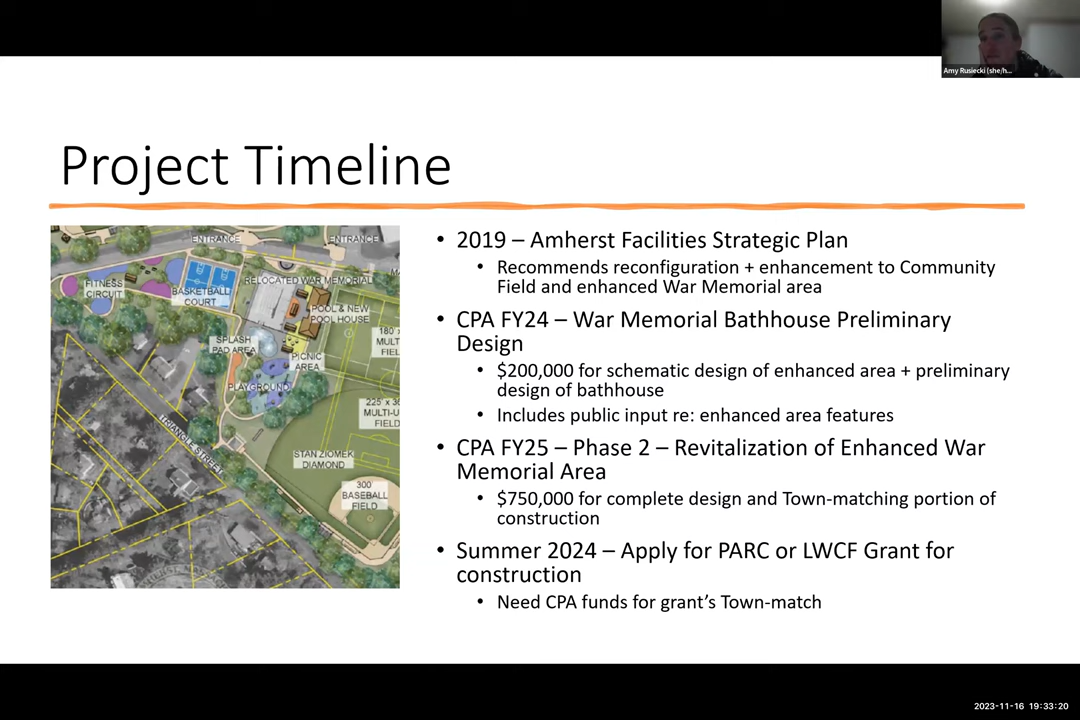 Amy Rusiecki (she/h...
Project Timeline
ENTRANCE
ENTRANCE
FITNESS
CIRCUIT
BASKETBALL
COURT
RELOCATED WAR MEMORIAL
POOL & NEW
POOL HOUSE
SPLASH
PAD AREA
PICNIC
AREA
PLAYGROUND
180' x
MULT
FIEL
225' x 36
MULTI-U
FIELD
TRIANGLE STREET
STAN ZIOMEK
DIAMOND
300'
BASEBALL
FIELD
• 2019 – Amherst Facilities Strategic Plan
• Recommends reconfiguration + enhancement to Community
Field and enhanced War Memorial area
• CPA FY24 – War Memorial Bathhouse Preliminary
Design
• $200,000 for schematic design of enhanced area + preliminary
design of bathhouse
• Includes public input re: enhanced area features
• CPA FY25 – Phase 2 – Revitalization of Enhanced War
Memorial Area
• $750,000 for complete design and Town-matching portion of
construction
• Summer 2024 – Apply for PARC or LWCF Grant for
construction
• Need CPA funds for grant’s Town-match
2023-11-16 19:33:20